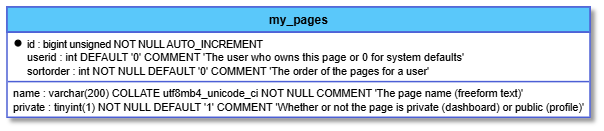 my_pages
id : bigint unsigned NOT NULL AUTO_INCREMENT
userid : int DEFAULT '0' COMMENT 'The user who owns this page or 0 for system defaults'
sortorder : int NOT NULL DEFAULT '0' COMMENT 'The order of the pages for a user'
name : varchar(200) COLLATE utf8mb4_unicode_ci NOT NULL COMMENT 'The page name (freeform text)'
private : tinyint(1) NOT NULL DEFAULT '1' COMMENT 'Whether or not the page is private (dashboard) or public (profile)'